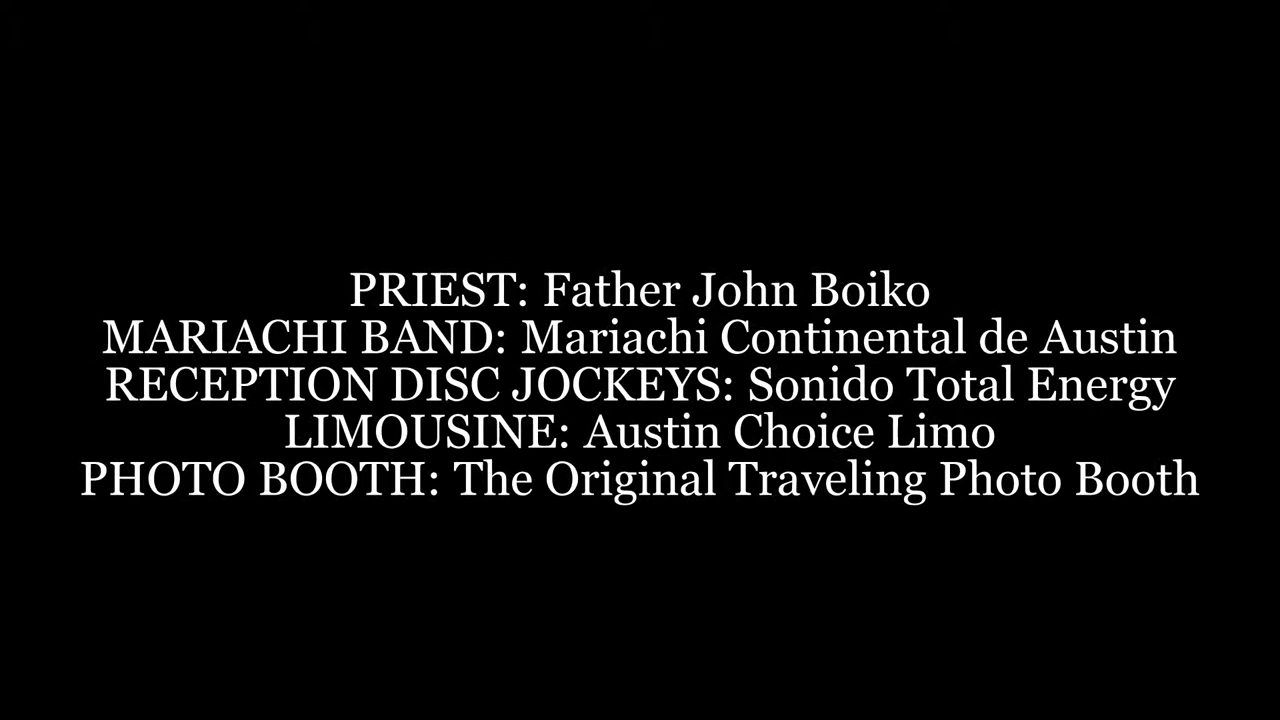 PRIEST: Father John Boiko
MARIACHI BAND: Mariachi Continental de Austin
RECEPTION DISC JOCKEYS: Sonido Total Energy
LIMOUSINE: Austin Choice Limo
PHOTO BOOTH: The Original Traveling Photo Booth